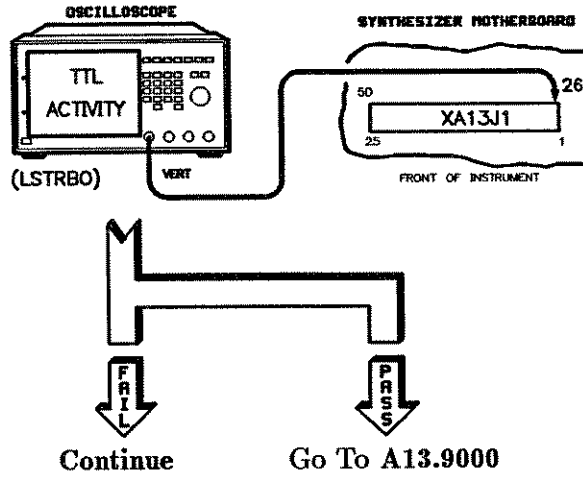 OSCILLOSCOPE
SYNTHESIZER MOTHERBOARD
TTL
ACTIVITY
50
26
XA13J1
25
1
(LSTRBO)
VERT
FRONT OF INSTRUMENT
FAIL
PASS
Continue
Go To A13.9000